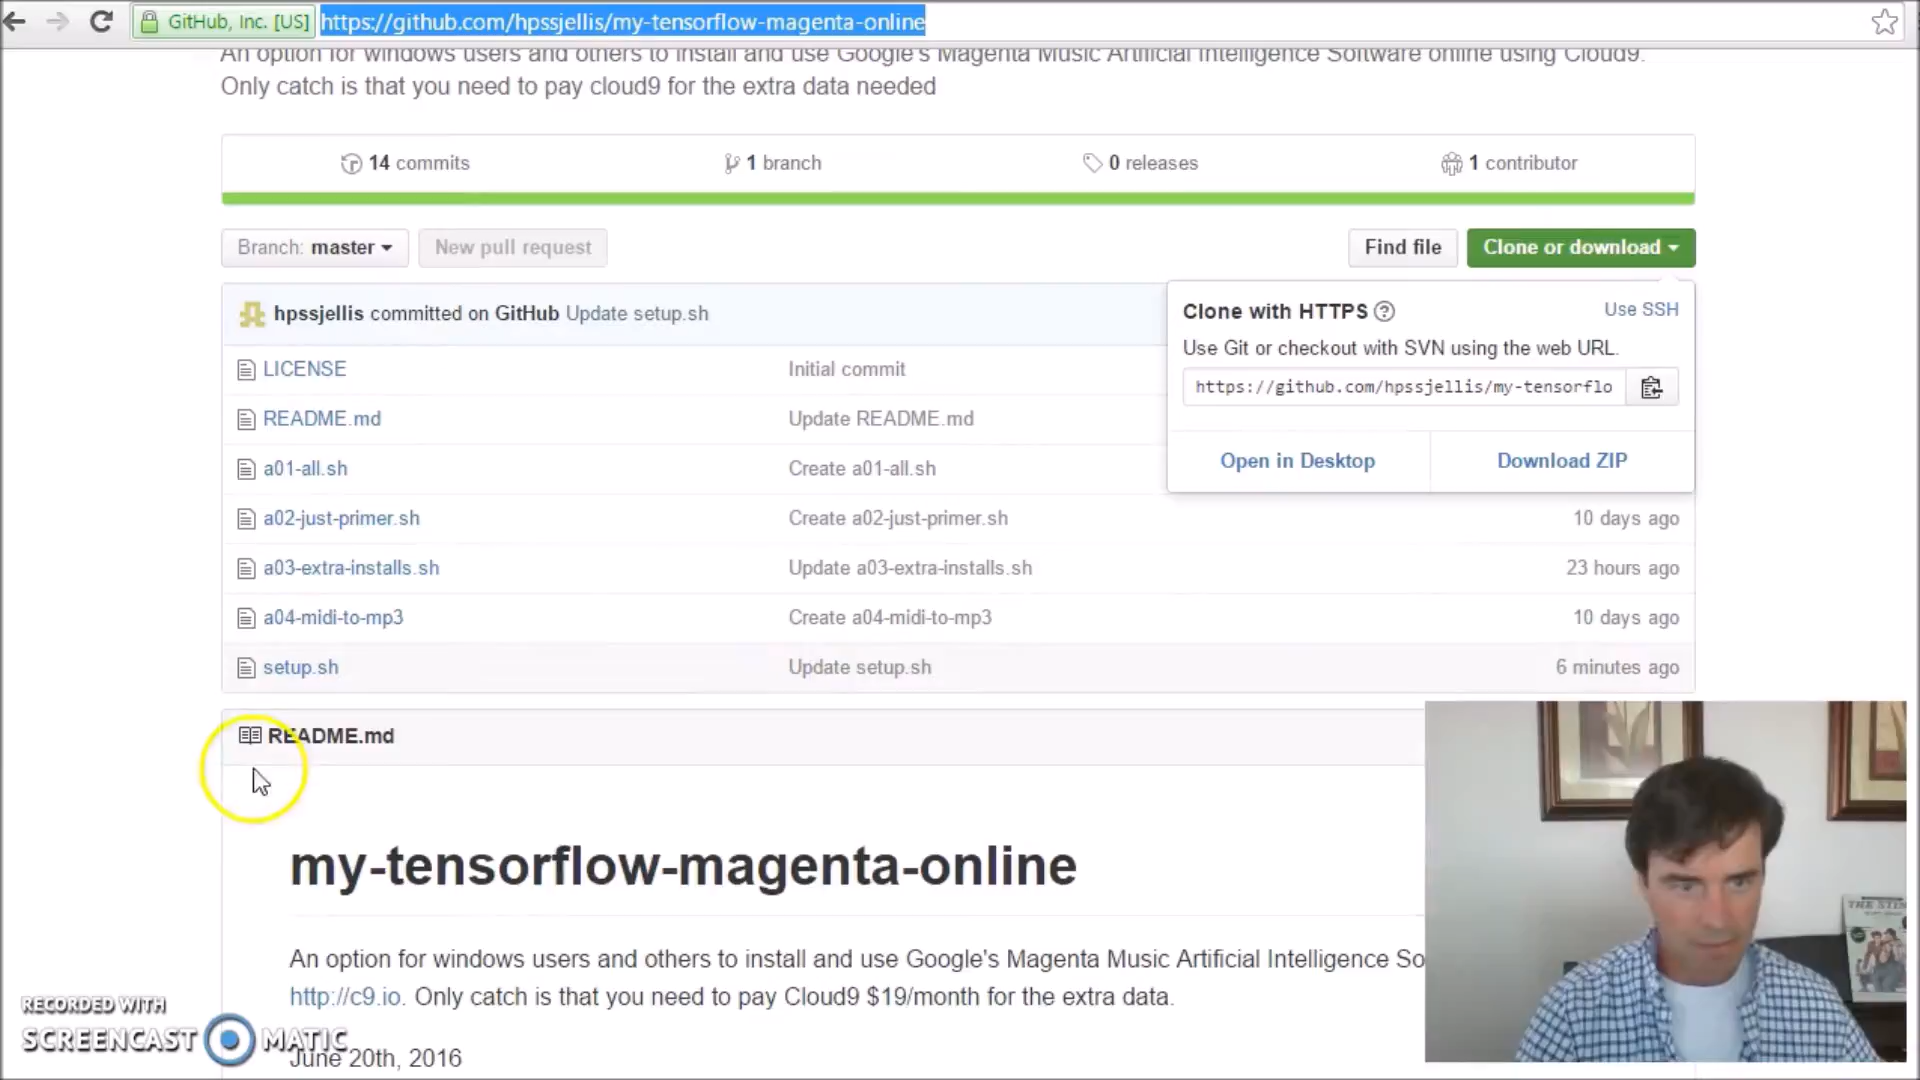 GitHub, Inc. [US] https://github.com/hpssjellis/my-tensorflow-magenta-online
An option for windows users and others to install and use Google's Magenta Music Artificial Intelligence Software online using Cloud9.
Only catch is that you need to pay cloud9 for the extra data needed
14 commits 1 branch 0 releases 1 contributor
Branch: master New pull request Find file Clone or download
hpssjellis committed on GitHub Update setup.sh
Clone with HTTPS ? Use SSH
Use Git or checkout with SVN using the web URL.
https://github.com/hpssjellis/my-tensorflo
Open in Desktop Download ZIP
LICENSE Initial commit
README.md Update README.md
a01-all.sh Create a01-all.sh
a02-just-primer.sh Create a02-just-primer.sh 10 days ago
a03-extra-installs.sh Update a03-extra-installs.sh 23 hours ago
a04-midi-to-mp3 Create a04-midi-to-mp3 10 days ago
setup.sh Update setup.sh 6 minutes ago
README.md
my-tensorflow-magenta-online
An option for windows users and others to install and use Google's Magenta Music Artificial Intelligence So
http://c9.io. Only catch is that you need to pay Cloud9 $19/month for the extra data.
June 20th, 2016
RECORDED WITH
SCREENCAST MATIC